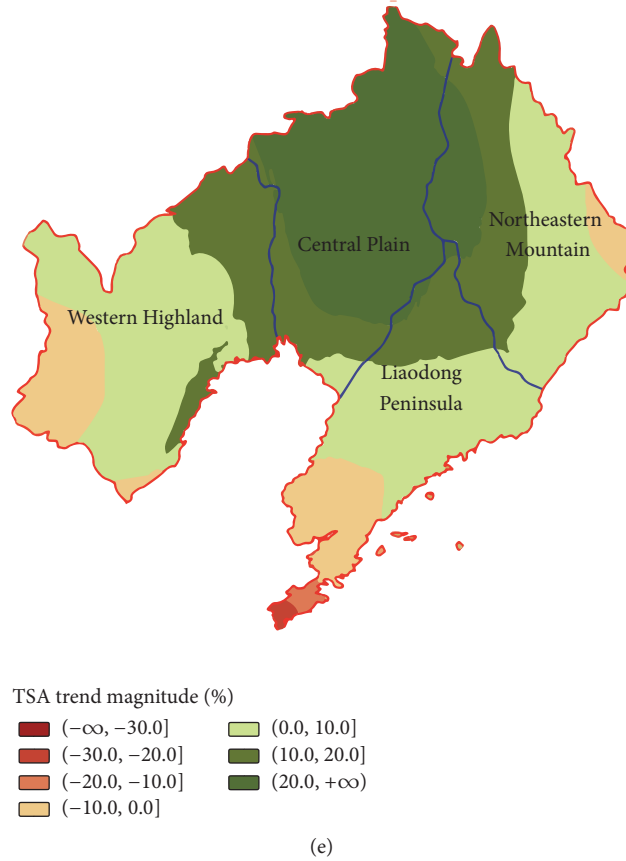 Northeastern
Mountain
Central Plain
Western Highland
Liaodong
Peninsula
TSA trend magnitude (%)
(−∞, −30.0]
(−30.0, −20.0]
(−20.0, −10.0]
(−10.0, 0.0]
(0.0, 10.0]
(10.0, 20.0]
(20.0, +∞)
(e)